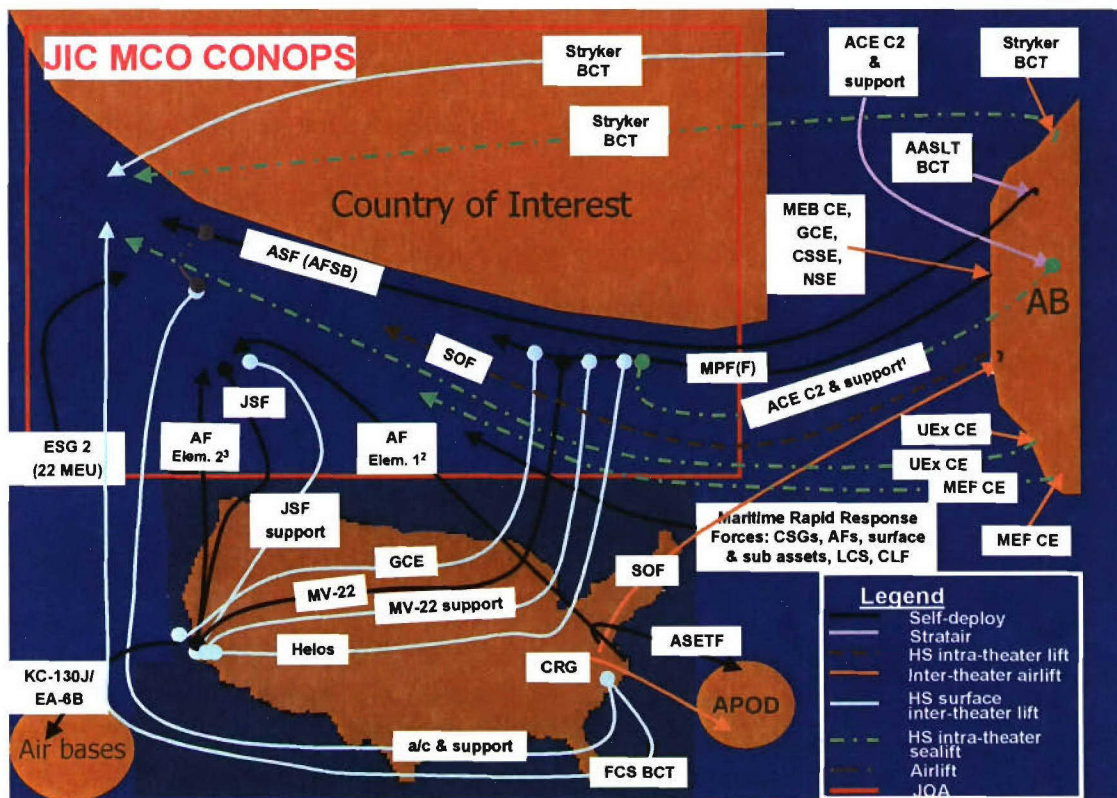 JIC MCO CONOPS
Stryker
BCT
ACE C2
&
support
Stryker
BCT
Stryker
BCT
AASLT
BCT
Country of Interest
MEB CE,
GCE,
CSSE,
NSE
ASF (AFSB)
AB
SOF
MPF(F)
ACE C2 & support¹
JSF
ESG 2
(22 MEU)
AF
Elem. 2³
AF
Elem. 1²
UEx CE
UEx CE
MEF CE
JSF
support
Maritime Rapid Response
Forces: CSGs, AFs, surface
& sub assets, LCS, CLF
MEF CE
GCE
SOF
MV-22
MV-22 support
Helos
ASETF
CRG
KC-130J/
EA-6B
APOD
Air bases
a/c & support
FCS BCT
Legend
Self-deploy
Stratair
HS intra-theater lift
Inter-theater airlift
HS surface
inter-theater lift
HS intra-theater
sealift
Airlift
JOA